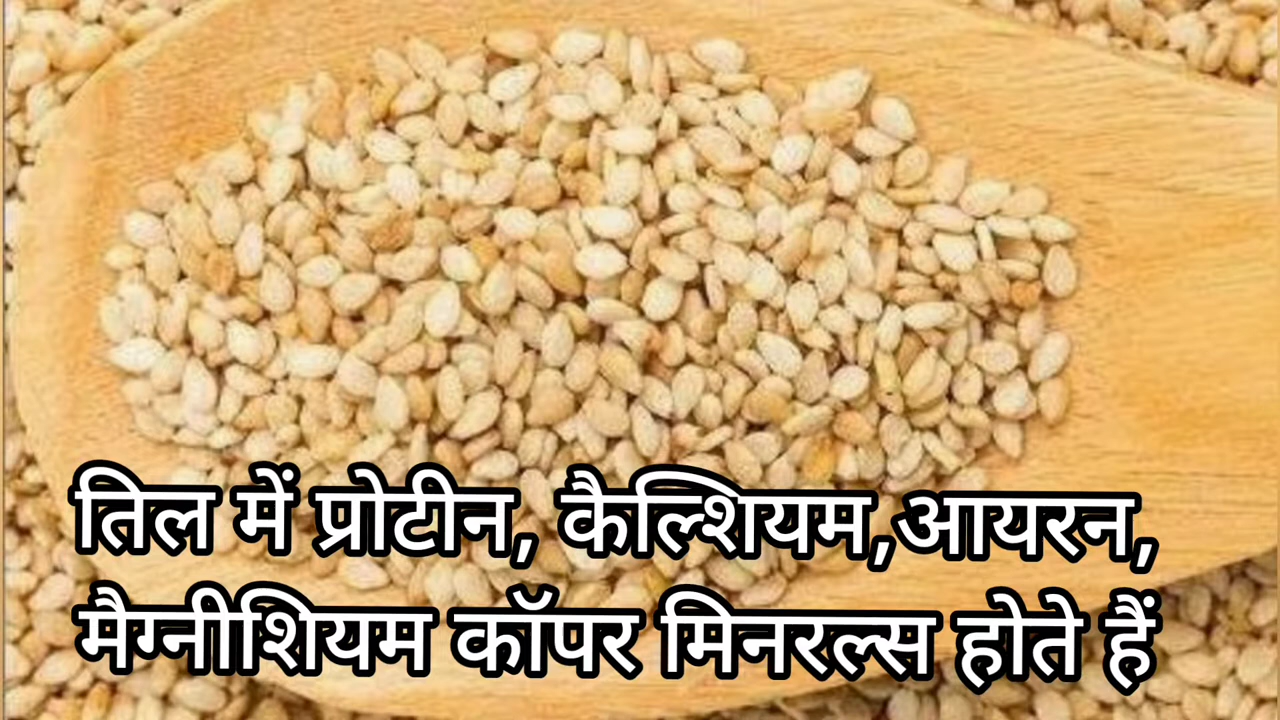 तिल में प्रोटीन, कैल्शियम,आयरन,
मैग्नीशियम कॉपर मिनरल्स होते हैं